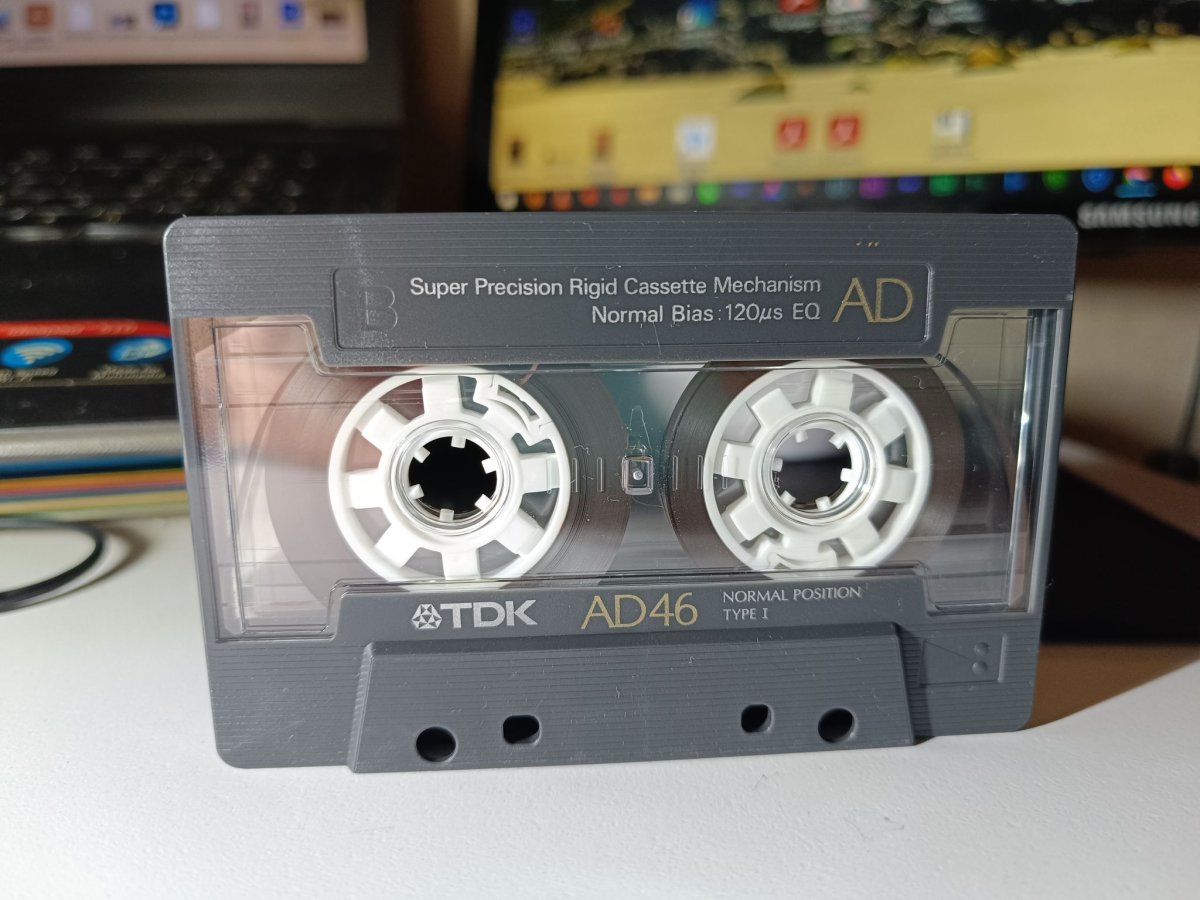 SAMSUNG
B
Super Precision Rigid Cassette Mechanism
Normal Bias : 120µs EQ
AD
TDK
AD46
NORMAL POSITION
TYPE I